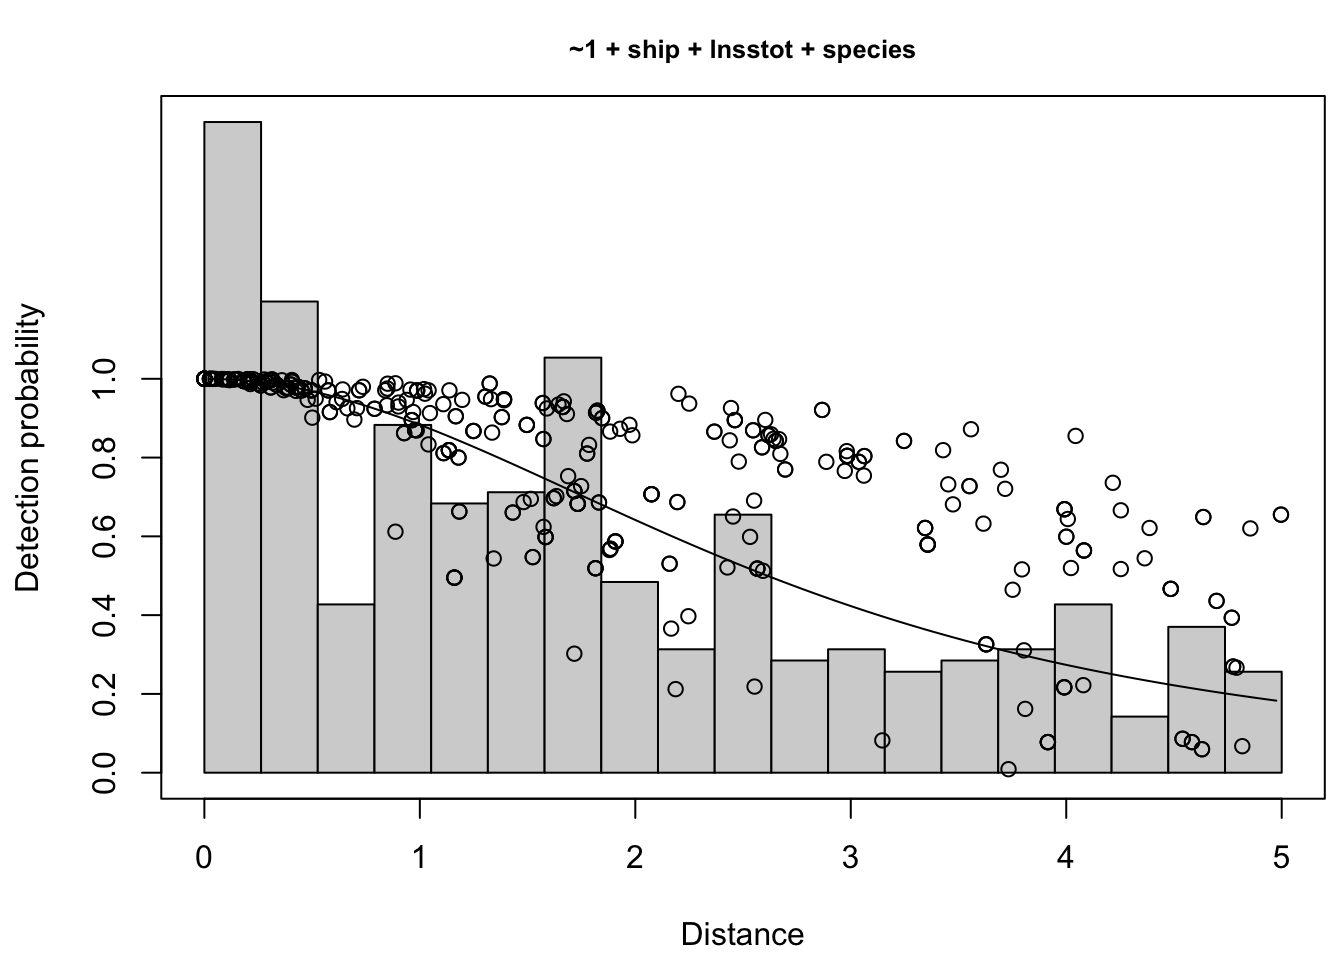 ~1 + ship + lnsstot + species
Detection probability
1.0
0.8
0.6
0.4
0.2
0.0
0 1 2 3 4 5
Distance